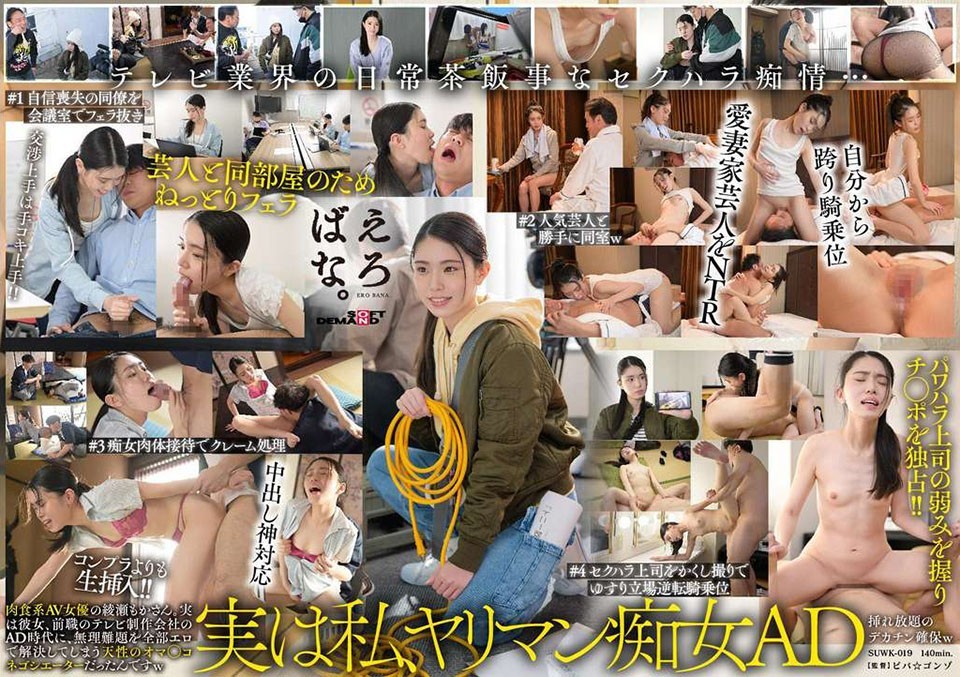 テレビ業界の日常茶飯事なセクハラ痴情…
#1 自信喪失の同僚を
会議室でフェラ抜き
交渉上手は手コキ上手!!
芸人と同部屋のため
ねっとりフェラ
えろ
ばな。
ERO BANA.
SOFT ON
DEMAND
#2 人気芸人と
勝手に同室w
愛妻家芸人をNTR
自分から
跨り騎乗位
#3 痴女肉体接待でクレーム処理
中出し神対応
コンプラよりも
生挿入!!
#4 セクハラ上司をかくし撮りで
ゆすり立場逆転騎乗位
パワハラ上司の弱みを握り
チ〇ポを独占!!
肉食系AV女優の綾瀬もかさん。実
は彼女、前職のテレビ制作会社の
AD時代に、無理難題を全部エロ
で解決してしまう天性のオマ〇コ
ネゴシエーターだったんですw
実は私、ヤリマン痴女AD
挿れ放題の
デカチン確保w
SUWK-019 140min.
【監督】ビバ☆ゴンゾ